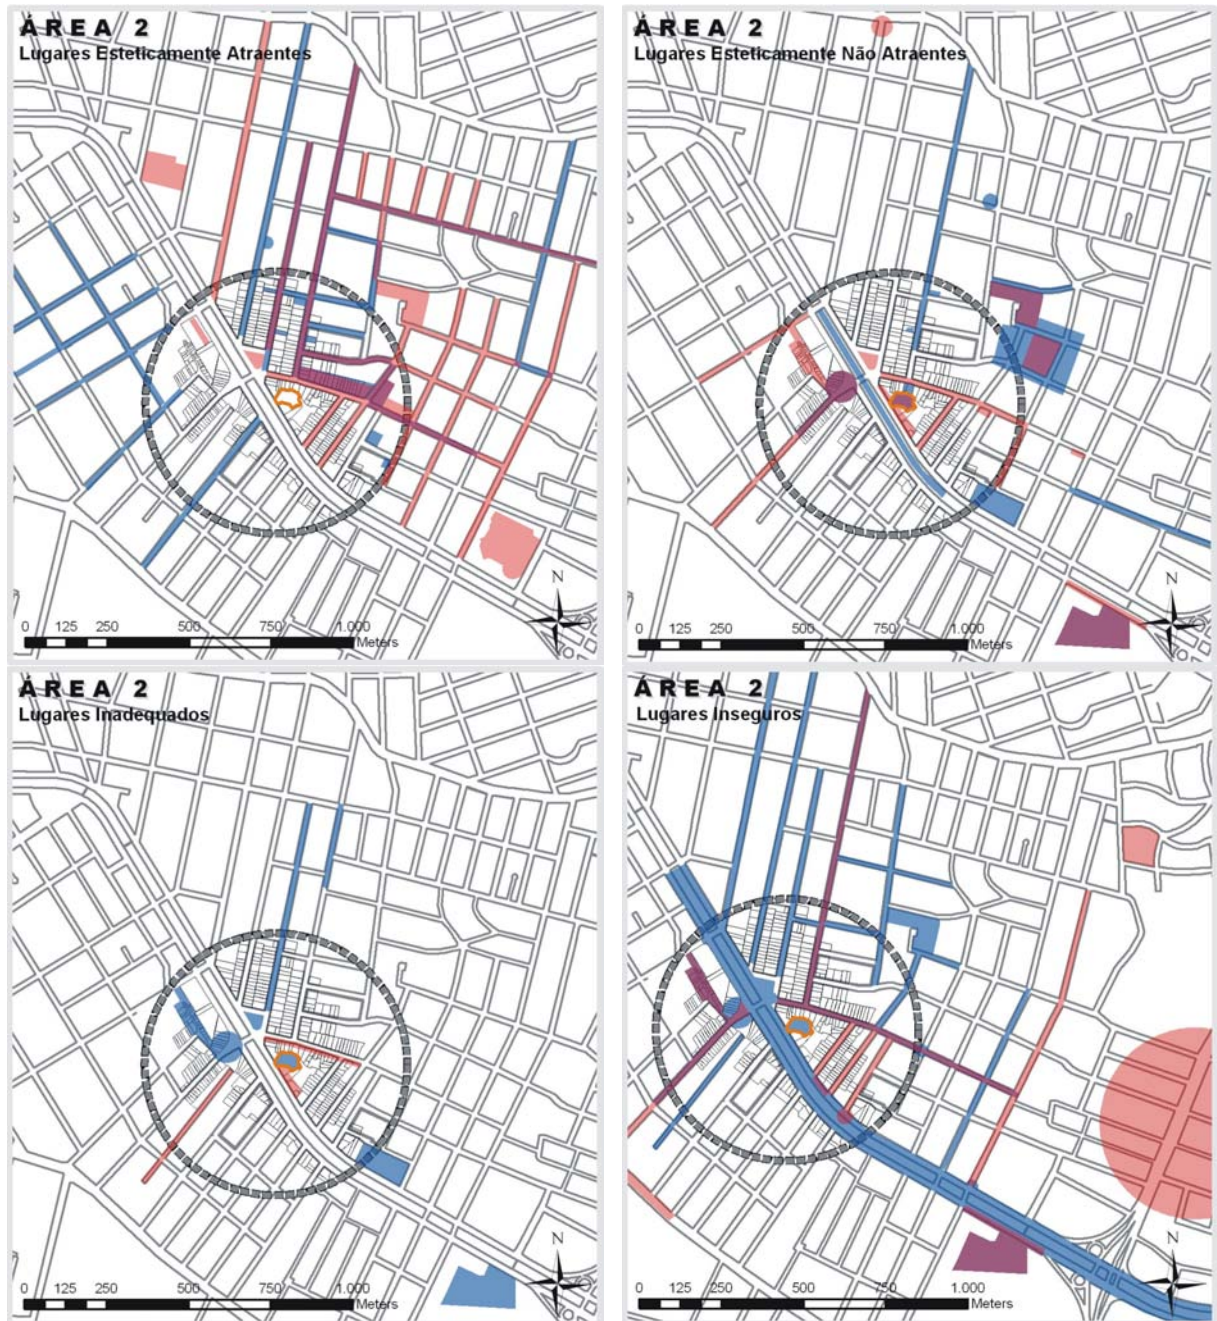 ÁREA 2
Lugares Esteticamente Atraentes
N
0 125 250 500 750 1.000
Meters
ÁREA 2
Lugares Esteticamente Não Atraentes
N
0 125 250 500 750 1.000
Meters
ÁREA 2
Lugares Inadequados
N
0 125 250 500 750 1.000
Meters
ÁREA 2
Lugares Inseguros
N
0 125 250 500 750 1.000
Meters